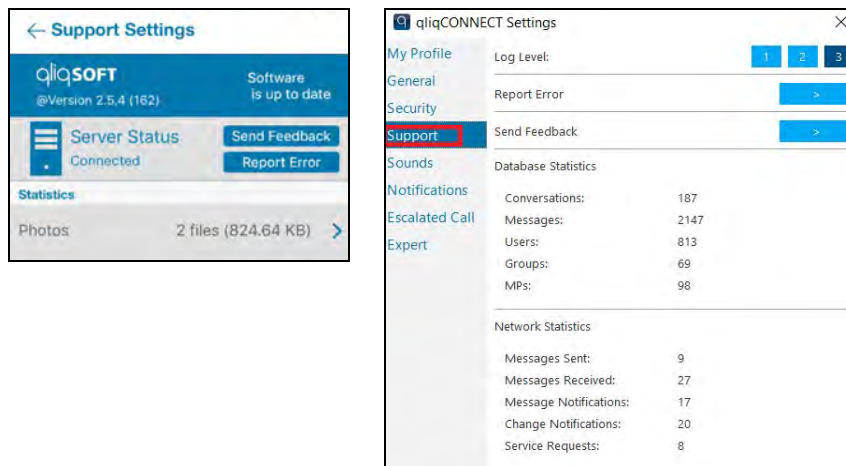 ← Support Settings
qliqSOFT
@Version 2.5.4 (162)
Software
is up to date
Server Status
Connected
Send Feedback
Report Error
Statistics
Photos 2 files (824.64 KB) >
qliqCONNECT Settings ×
My Profile
General
Security
Support
Sounds
Notifications
Escalated Call
Expert
Log Level: 1 2 3
Report Error >
Send Feedback >
Database Statistics
Conversations: 187
Messages: 2147
Users: 813
Groups: 69
MPs: 98
Network Statistics
Messages Sent: 9
Messages Received: 27
Message Notifications: 17
Change Notifications: 20
Service Requests: 8